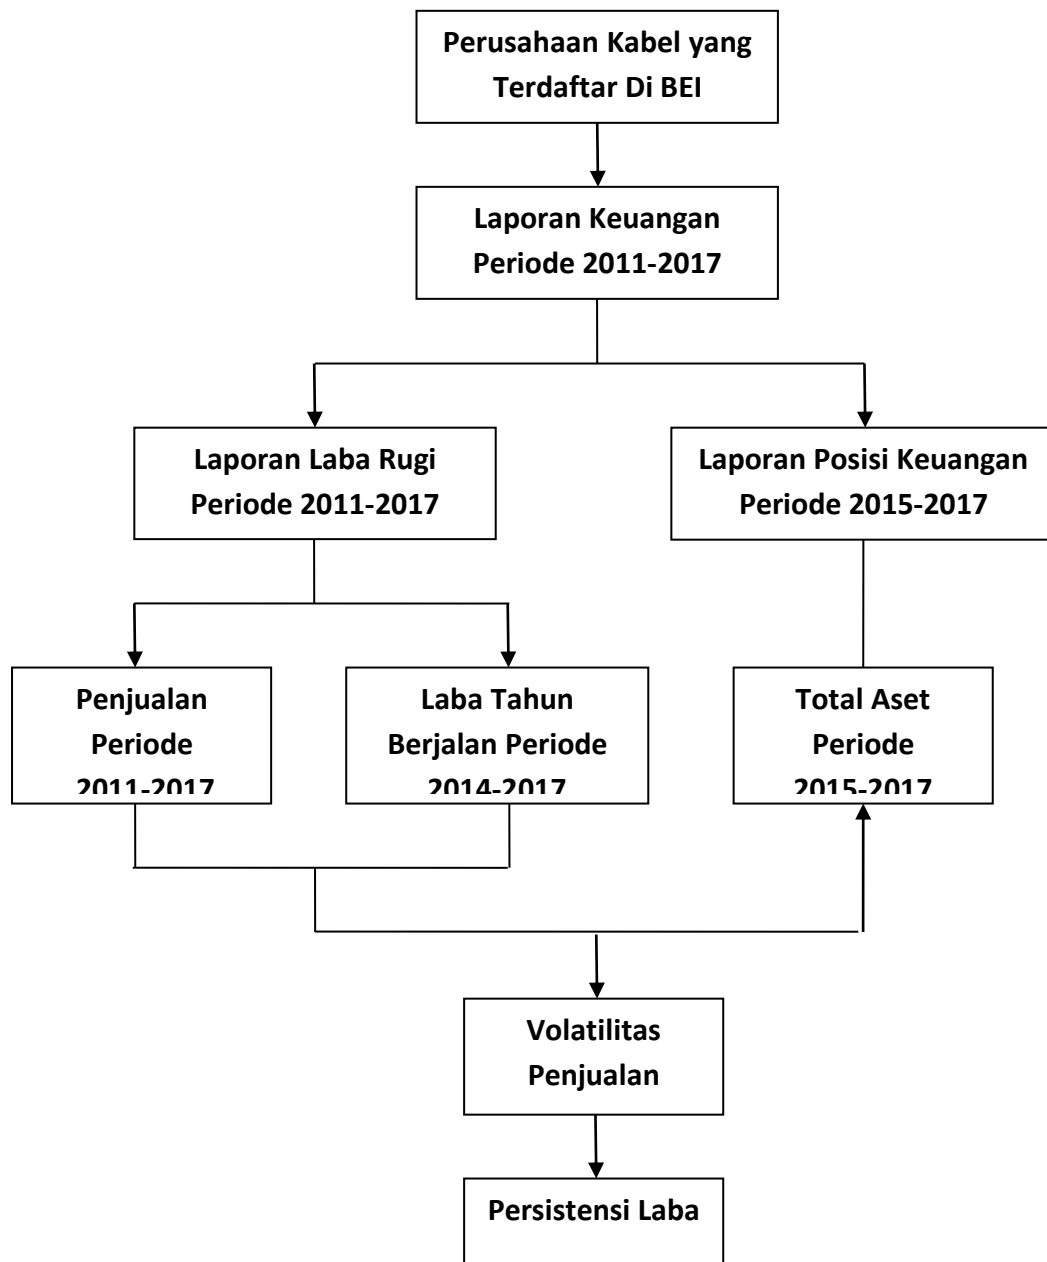 Perusahaan Kabel yang
Terdaftar Di BEI
Laporan Keuangan
Periode 2011-2017
Laporan Laba Rugi
Periode 2011-2017
Laporan Posisi Keuangan
Periode 2015-2017
Penjualan
Periode
2011-2017
Laba Tahun
Berjalan Periode
2014-2017
Total Aset
Periode
2015-2017
Volatilitas
Penjualan
Persistensi Laba